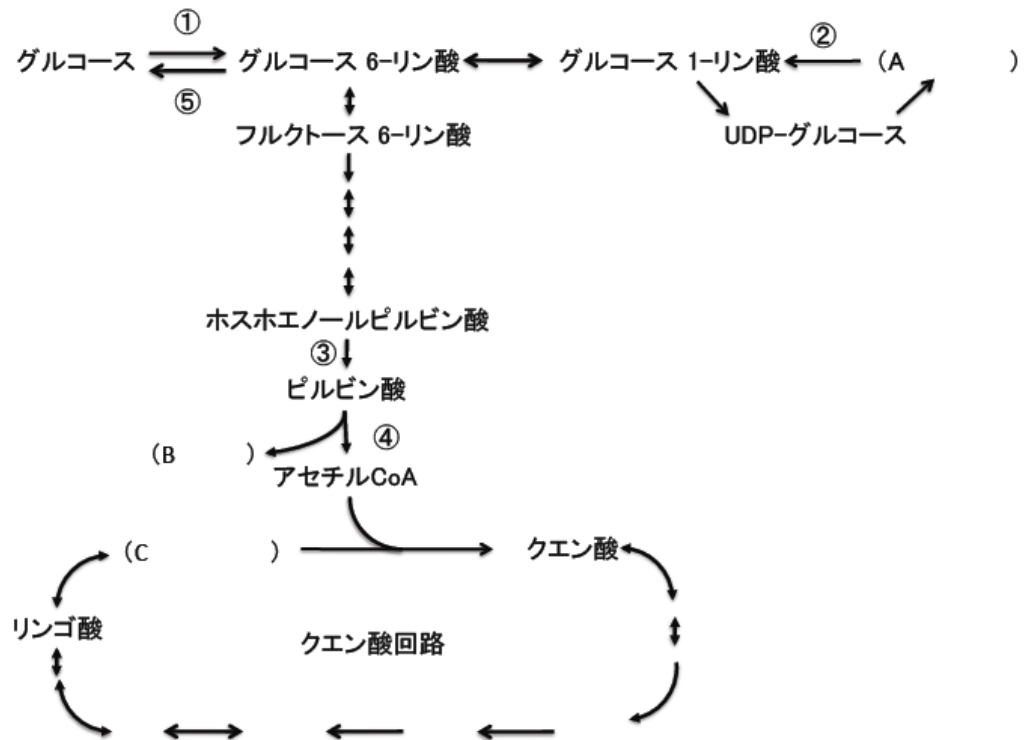 ①
グルコース
グルコース 6-リン酸
グルコース 1-リン酸
②
(A )
⑤
フルクトース 6-リン酸
UDP-グルコース
ホスホエノールピルビン酸
③
ピルビン酸
④
(B )
アセチルCoA
(C )
クエン酸
リンゴ酸
クエン酸回路